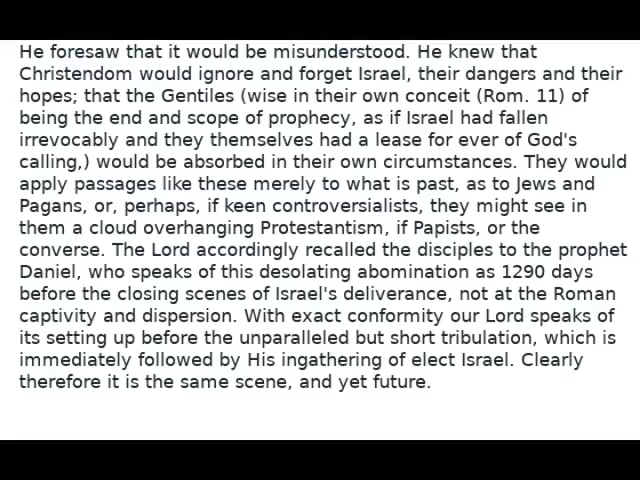 He foresaw that it would be misunderstood. He knew that
Christendom would ignore and forget Israel, their dangers and their
hopes; that the Gentiles (wise in their own conceit (Rom. 11) of
being the end and scope of prophecy, as if Israel had fallen
irrevocably and they themselves had a lease for ever of God's
calling,) would be absorbed in their own circumstances. They would
apply passages like these merely to what is past, as to Jews and
Pagans, or, perhaps, if keen controversialists, they might see in
them a cloud overhanging Protestantism, if Papists, or the
converse. The Lord accordingly recalled the disciples to the prophet
Daniel, who speaks of this desolating abomination as 1290 days
before the closing scenes of Israel's deliverance, not at the Roman
captivity and dispersion. With exact conformity our Lord speaks of
its setting up before the unparalleled but short tribulation, which is
immediately followed by His ingathering of elect Israel. Clearly
therefore it is the same scene, and yet future.